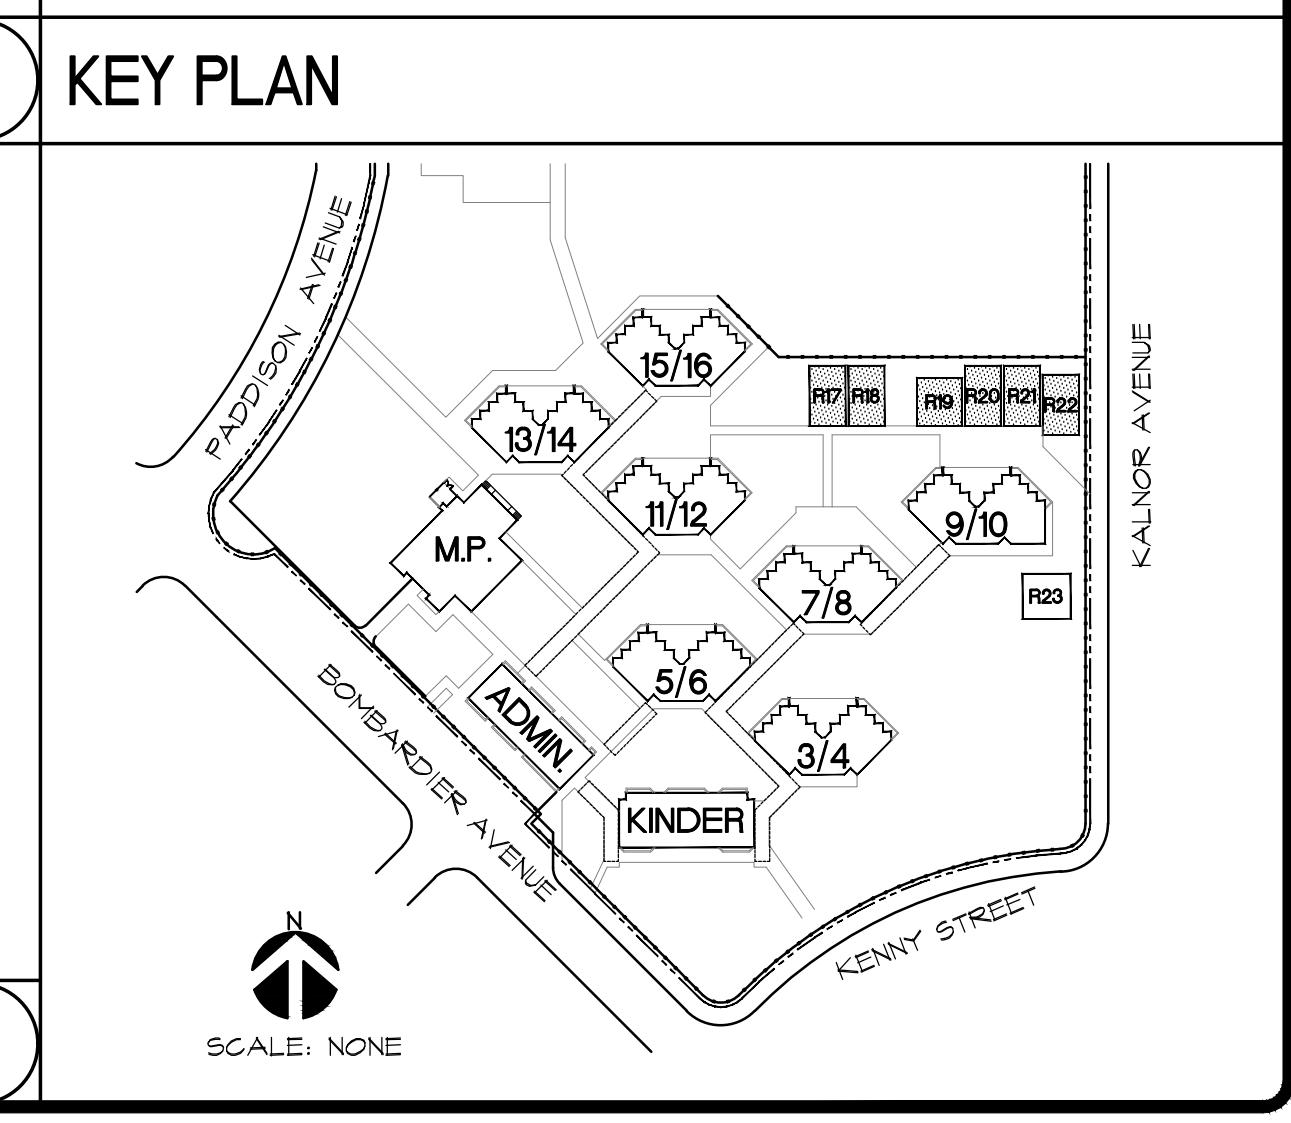 KEY PLAN
PADDISON AVENUE
15/16
R17
R18
R19
R20
R21
R22
13/14
KALNOR AVENUE
11/12
9/10
M.P.
7/8
R23
5/6
ADMIN.
BOMBARDIER AVENUE
3/4
KINDER
N
KENNY STREET
SCALE: NONE